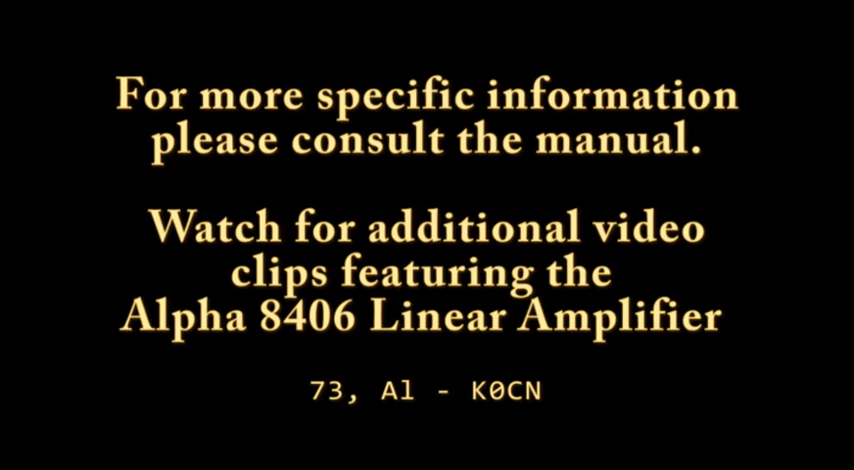 For more specific information
please consult the manual.
Watch for additional video
clips featuring the
Alpha 8406 Linear Amplifier
73, Al - K0CN